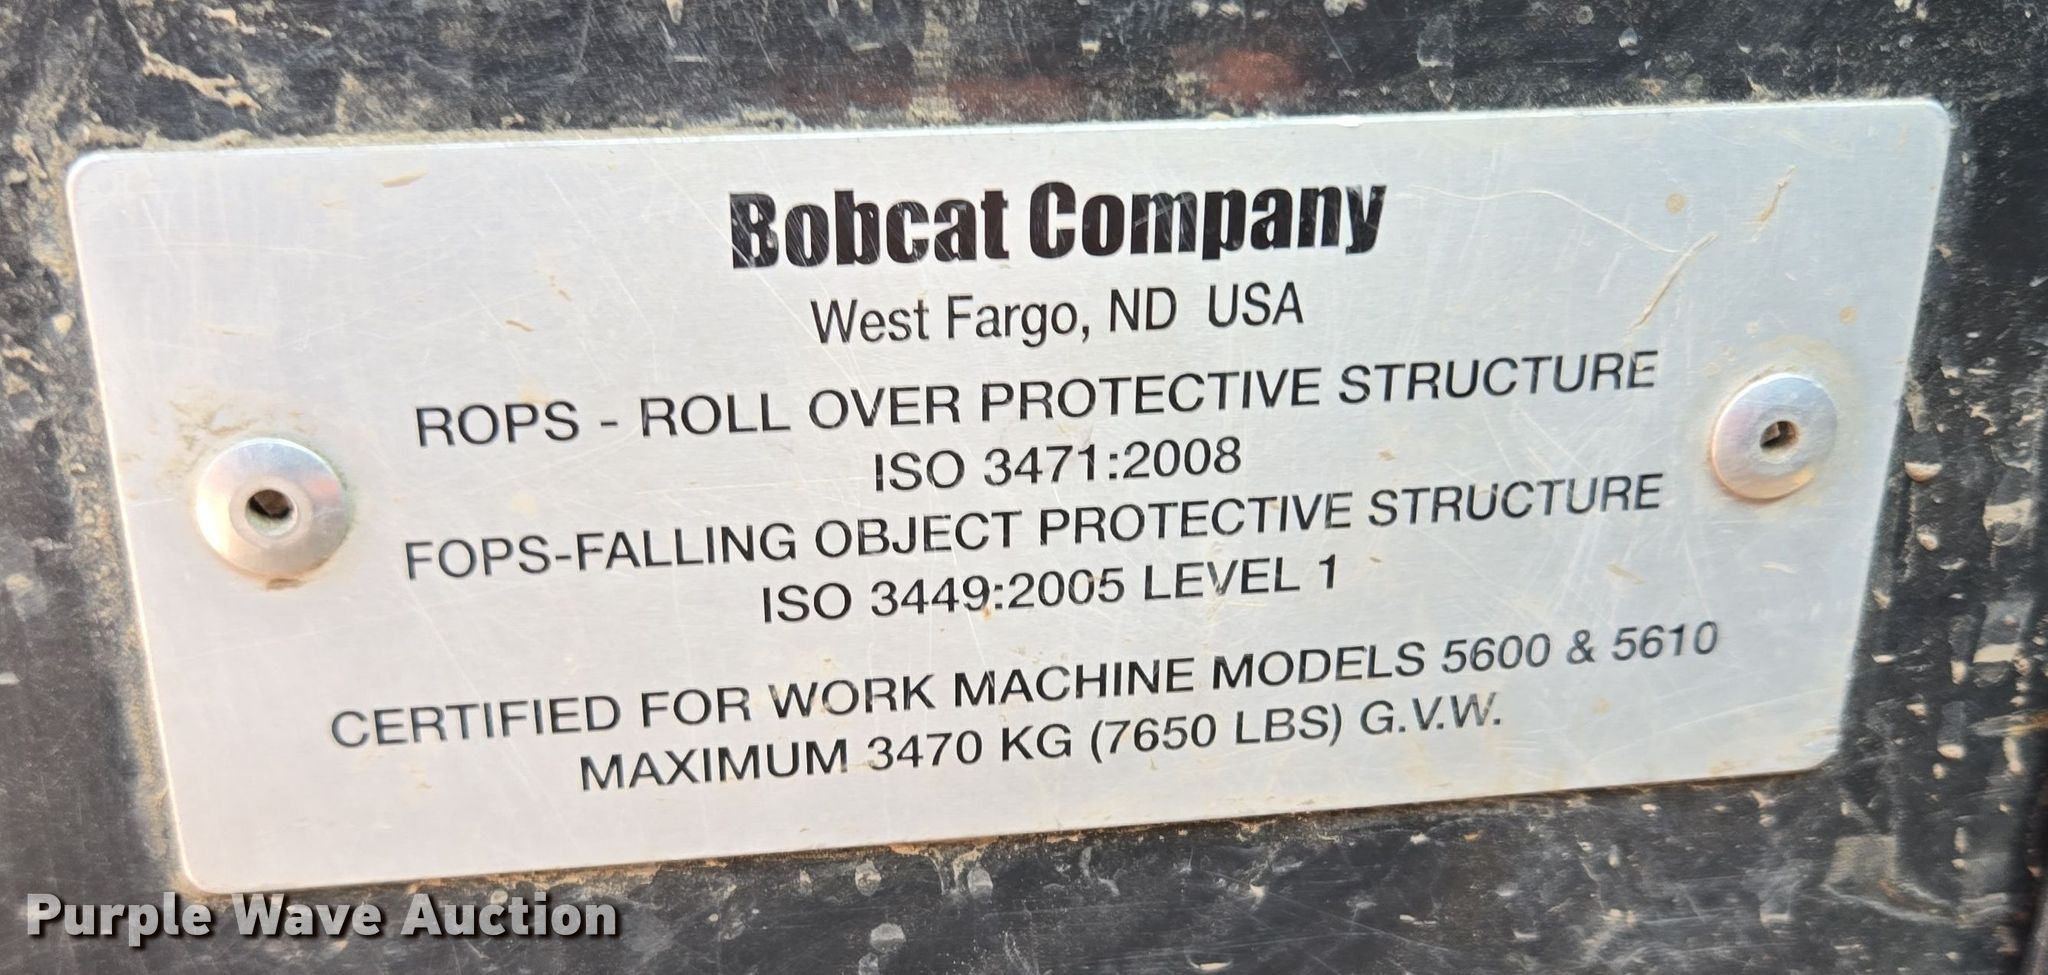 Bobcat Company
West Fargo, ND USA
ROPS - ROLL OVER PROTECTIVE STRUCTURE
ISO 3471:2008
FOPS-FALLING OBJECT PROTECTIVE STRUCTURE
ISO 3449:2005 LEVEL 1
CERTIFIED FOR WORK MACHINE MODELS 5600 & 5610
MAXIMUM 3470 KG (7650 LBS) G.V.W.
Purple Wave Auction